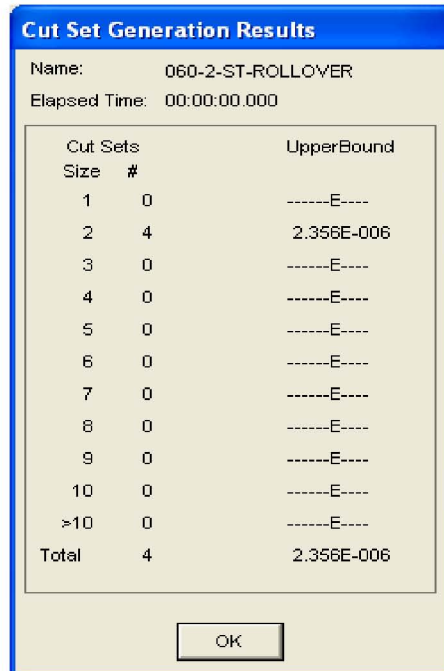 Cut Set Generation Results
Name: 060-2-ST-ROLLOVER
Elapsed Time: 00:00:00.000
Cut Sets UpperBound
Size #
1 0 ------E----
2 4 2.356E-006
3 0 ------E----
4 0 ------E----
5 0 ------E----
6 0 ------E----
7 0 ------E----
8 0 ------E----
9 0 ------E----
10 0 ------E----
>10 0 ------E----
Total 4 2.356E-006
OK